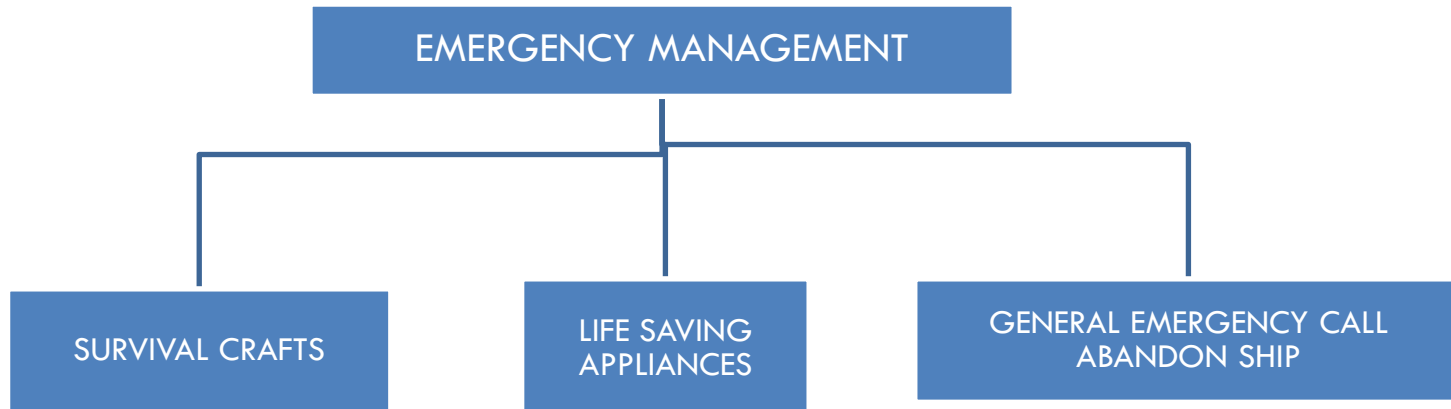 EMERGENCY MANAGEMENT
SURVIVAL CRAFTS
LIFE SAVING
APPLIANCES
GENERAL EMERGENCY CALL
ABANDON SHIP